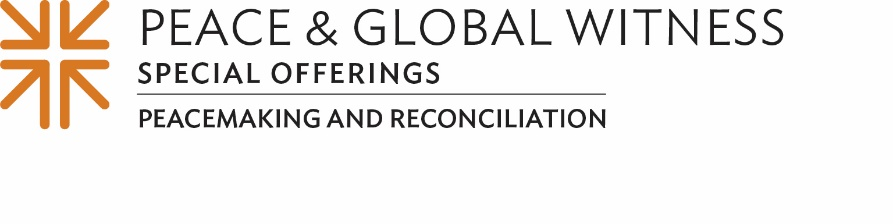 PEACE & GLOBAL WITNESS
SPECIAL OFFERINGS
PEACEMAKING AND RECONCILIATION